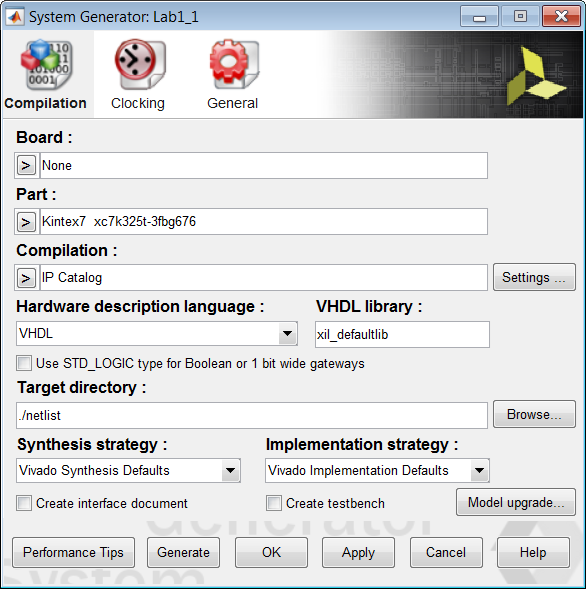 System Generator: Lab1_1
Compilation
Clocking
General
Board :
> None
Part :
> Kintex7 xc7k325t-3fbg676
Compilation :
> IP Catalog
Settings ...
Hardware description language :
VHDL library :
VHDL
xil_defaultlib
Use STD_LOGIC type for Boolean or 1 bit wide gateways
Target directory :
./netlist
Browse...
Synthesis strategy :
Implementation strategy :
Vivado Synthesis Defaults
Vivado Implementation Defaults
Create interface document
Create testbench
Model upgrade...
Generator
System
Performance Tips
Generate
OK
Apply
Cancel
Help